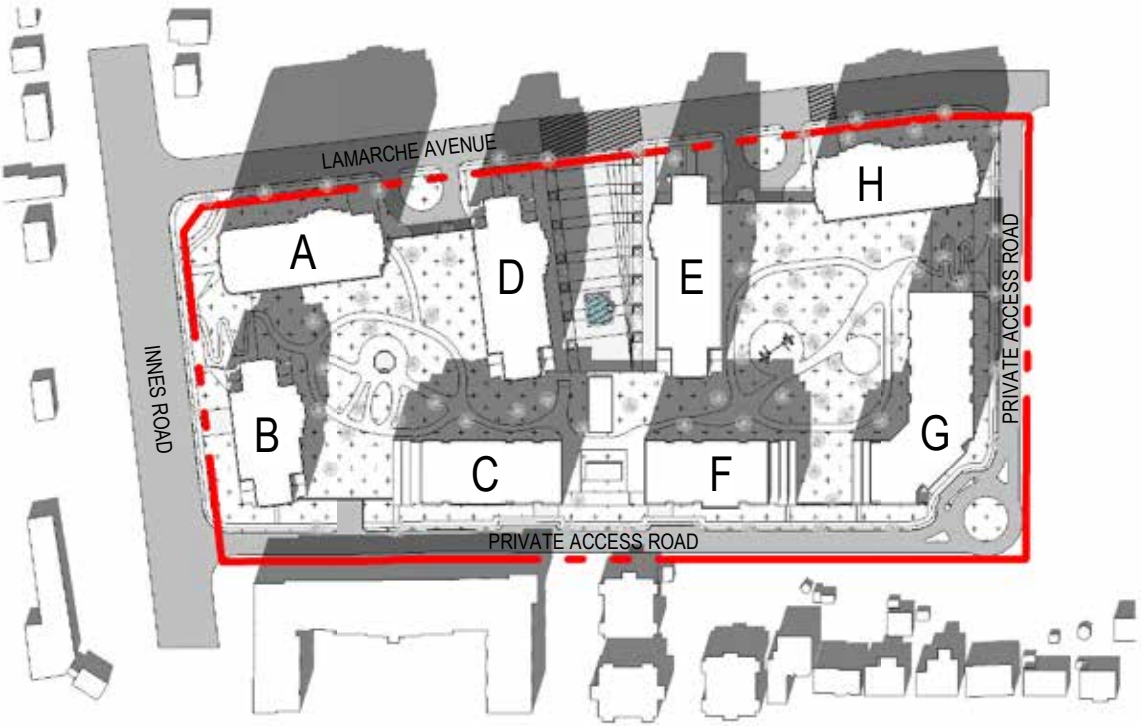 LAMARCHE AVENUE
H
A
D
E
PRIVATE ACCESS ROAD
INNES ROAD
B
G
C
F
PRIVATE ACCESS ROAD